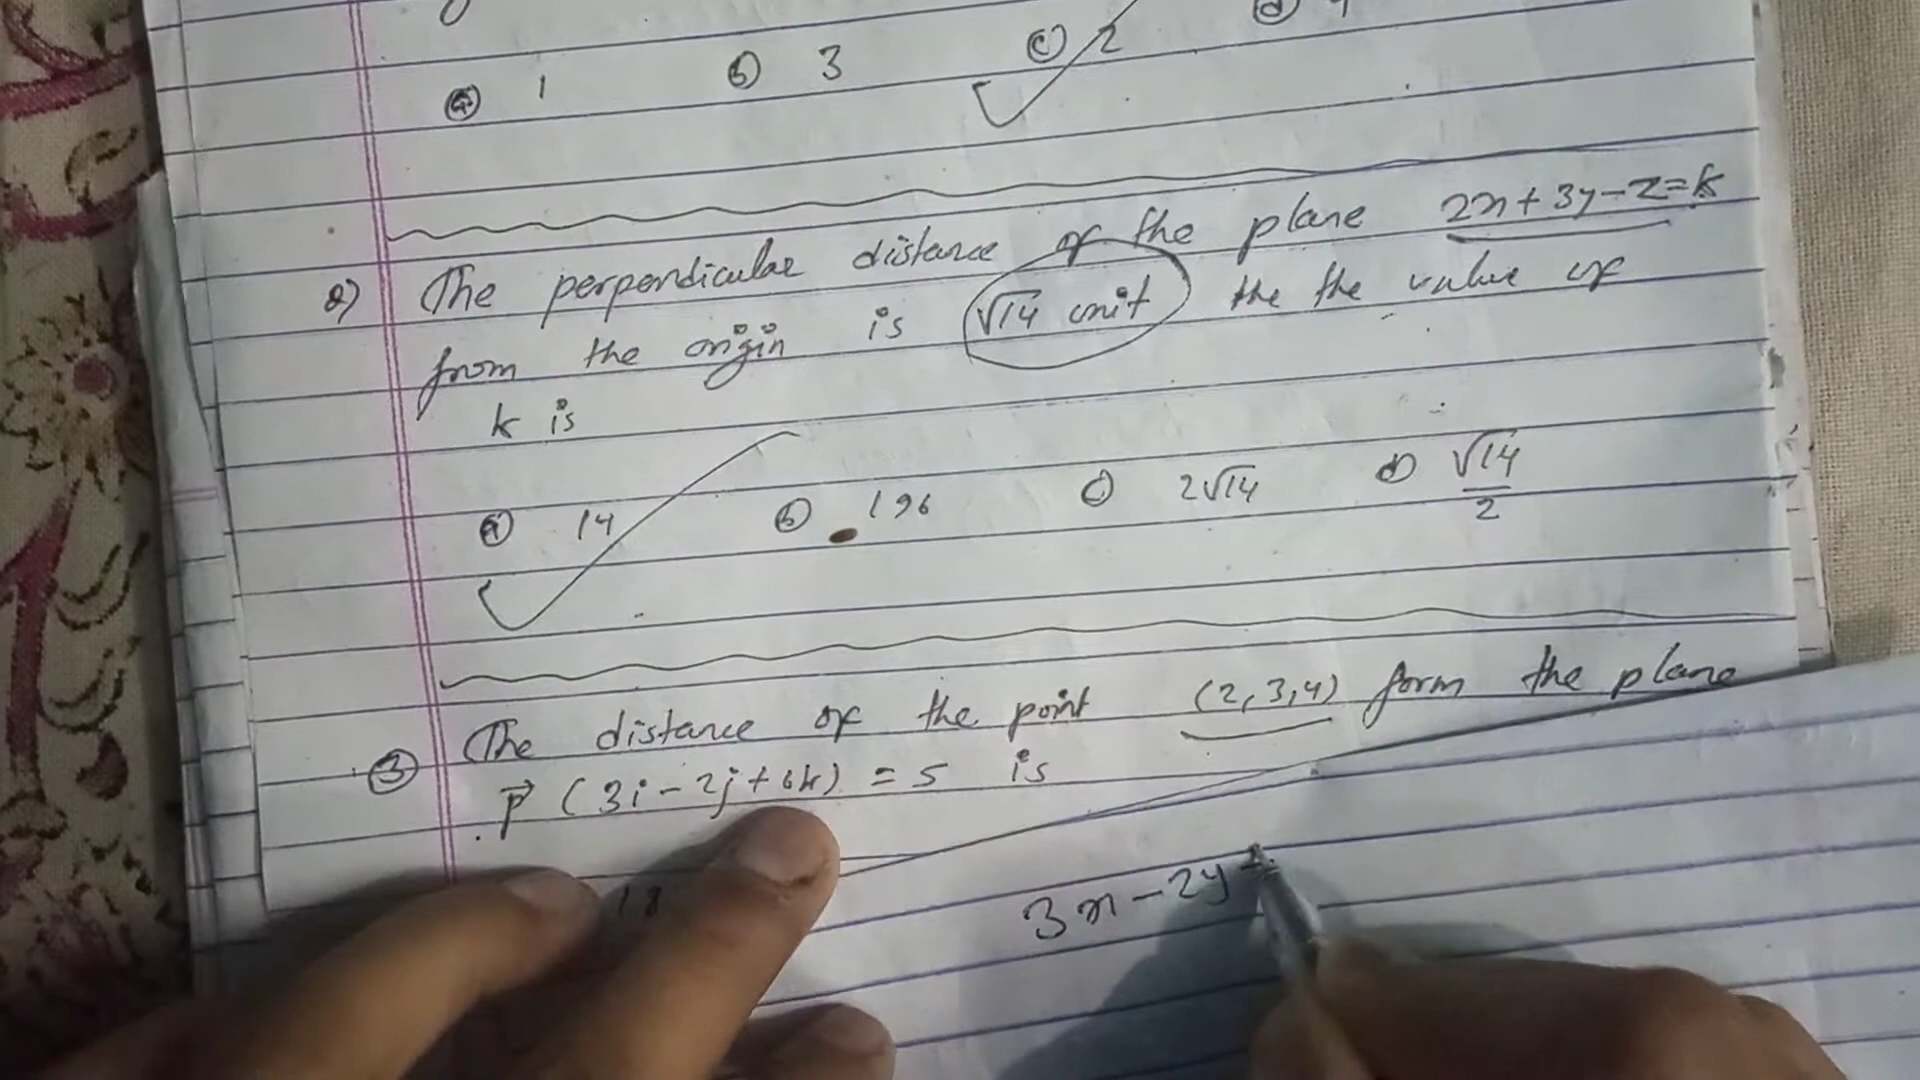 ⓐ 1 ⓑ 3 ⓒ 2 ⓓ 4
2) The perpendicular distance of the plane 2x+3y-z=k
from the origin is √14 unit the the value of
k is
ⓐ 14 ⓑ 196 ⓒ 2√14 ⓓ √14/2
③ The distance of the point (2,3,4) form the plane
r⃗ (3i-2j+6k) = 5 is
18
3x-2y+